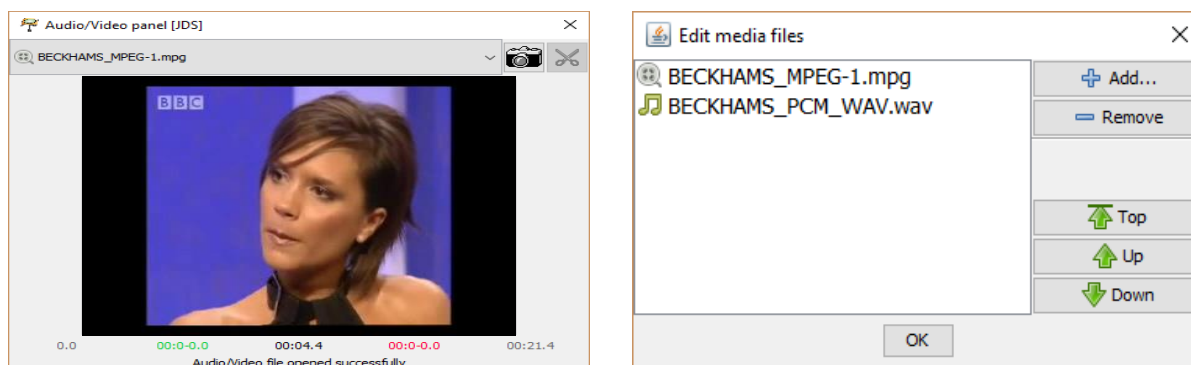 Audio/Video panel [JDS]
BECKHAMS_MPEG-1.mpg
BBC
0.0 00:0-0.0 00:04.4 00:0-0.0 00:21.4
Audio/Video file opened successfully
Edit media files
BECKHAMS_MPEG-1.mpg
BECKHAMS_PCM_WAV.wav
Add...
Remove
Top
Up
Down
OK